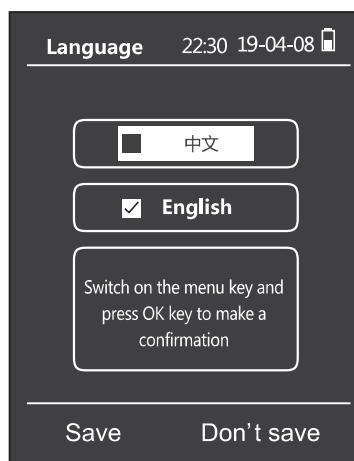 Language 22:30 19-04-08
中文
English
Switch on the menu key and
press OK key to make a
confirmation
Save Don't save